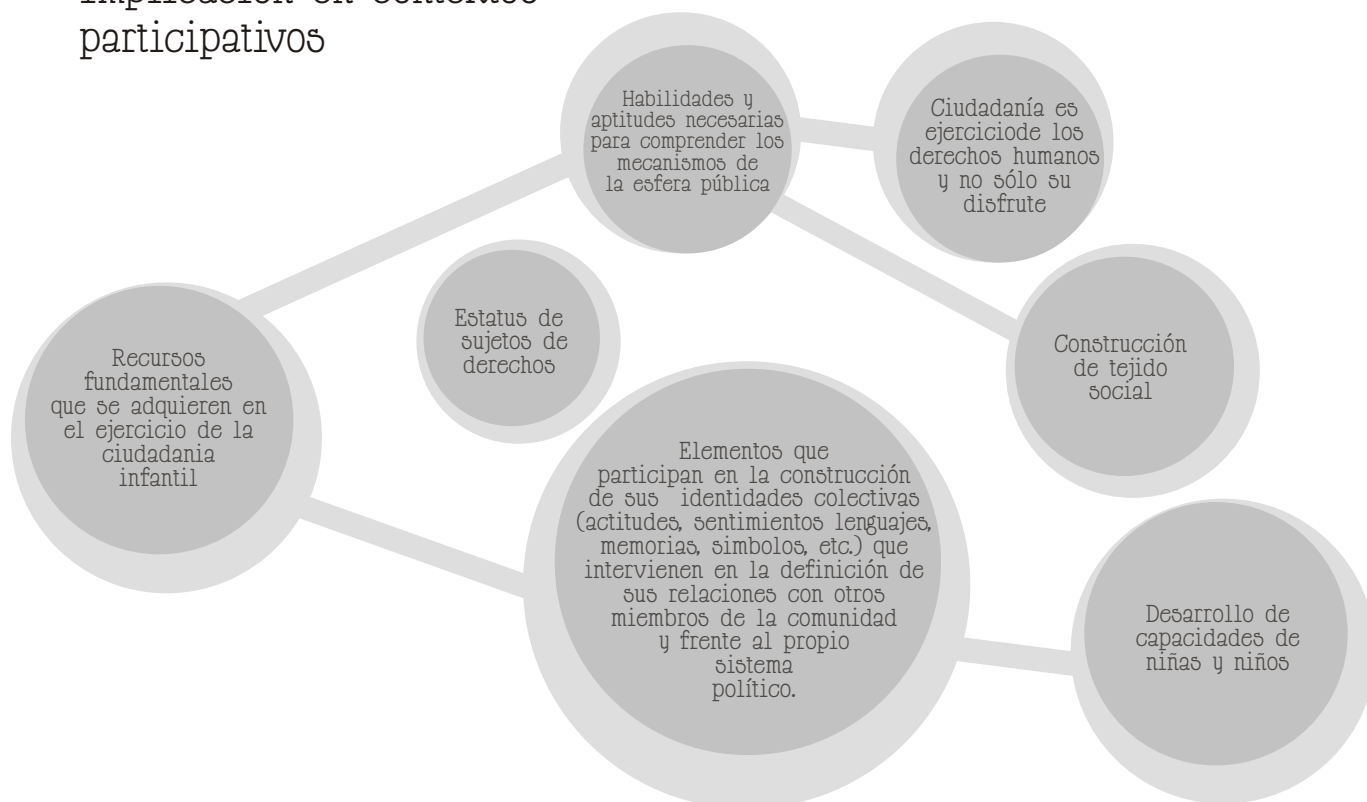 participativos
Habilidades y
aptitudes necesarias
para comprender los
mecanismos de
la esfera pública
Ciudadanía es
ejerciciode los
derechos humanos
y no sólo su
disfrute
Estatus de
sujetos de
derechos
Construcción
de tejido
social
Recursos
fundamentales
que se adquieren en
el ejercicio de la
ciudadania
infantil
Elementos que
participan en la construcción
de sus identidades colectivas
(actitudes, sentimientos lenguajes,
memorias, simbolos, etc.) que
intervienen en la definición de
sus relaciones con otros
miembros de la comunidad
y frente al propio
sistema
político.
Desarrollo de
capacidades de
niñas y niños